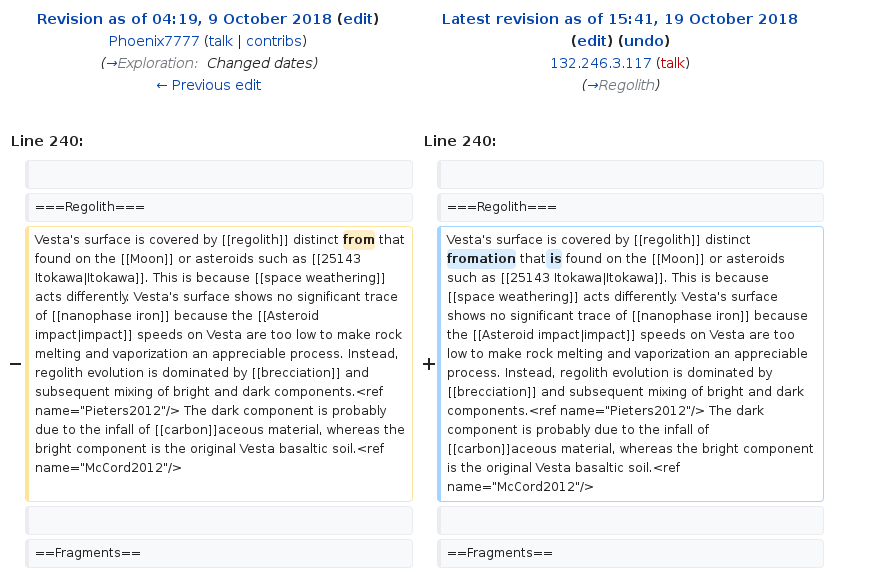 Revision as of 04:19, 9 October 2018 (edit)
Phoenix7777 (talk | contribs)
(→Exploration: Changed dates)
← Previous edit
Latest revision as of 15:41, 19 October 2018
(edit) (undo)
132.246.3.117 (talk)
(→Regolith)
Line 240:
===Regolith===
−
Vesta's surface is covered by [[regolith]] distinct from that
found on the [[Moon]] or asteroids such as [[25143
Itokawa|Itokawa]]. This is because [[space weathering]]
acts differently. Vesta's surface shows no significant trace
of [[nanophase iron]] because the [[Asteroid
impact|impact]] speeds on Vesta are too low to make rock
melting and vaporization an appreciable process. Instead,
regolith evolution is dominated by [[brecciation]] and
subsequent mixing of bright and dark components.<ref
name="Pieters2012"/> The dark component is probably
due to the infall of [[carbon]]aceous material, whereas the
bright component is the original Vesta basaltic soil.<ref
name="McCord2012"/>
==Fragments==
Line 240:
===Regolith===
+
Vesta's surface is covered by [[regolith]] distinct
fromation that is found on the [[Moon]] or asteroids
such as [[25143 Itokawa|Itokawa]]. This is because
[[space weathering]] acts differently. Vesta's surface
shows no significant trace of [[nanophase iron]] because
the [[Asteroid impact|impact]] speeds on Vesta are too
low to make rock melting and vaporization an appreciable
process. Instead, regolith evolution is dominated by
[[brecciation]] and subsequent mixing of bright and dark
components.<ref name="Pieters2012"/> The dark
component is probably due to the infall of
[[carbon]]aceous material, whereas the bright component
is the original Vesta basaltic soil.<ref
name="McCord2012"/>
==Fragments==